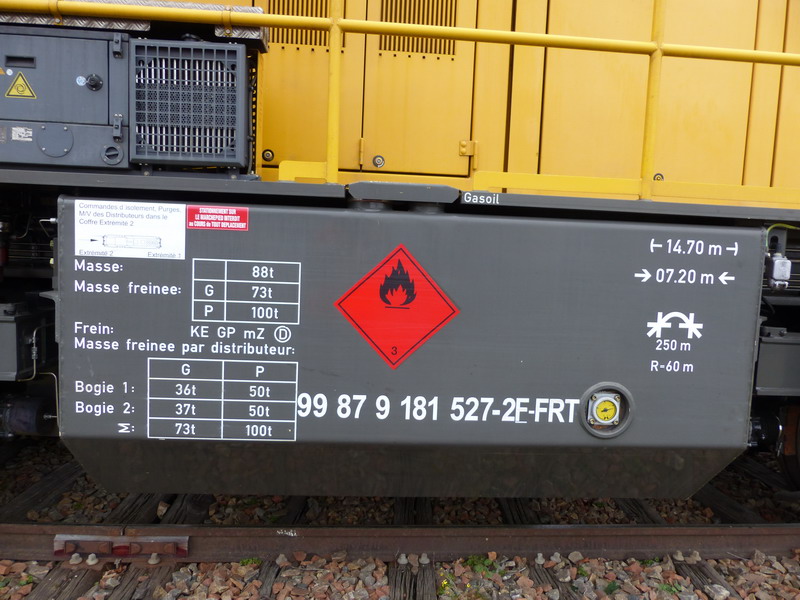 Gasoil
Commandes d'isolement, Purges,
M/V des Distributeurs dans le
Coffre Extrémité 2
Extrémité 2 Extrémité 1
STATIONNEMENT SUR
LE MARCHEPIED INTERDIT
au COURS de TOUT DEPLACEMENT
Masse: 88t
Masse freinee: G 73t
P 100t
Frein: KE GP mZ D
Masse freinee par distributeur:
G P
Bogie 1: 36t 50t
Bogie 2: 37t 50t
Σ: 73t 100t
3
99 87 9 181 527-2 F-FRT
14.70 m
07.20 m
250 m
R-60 m